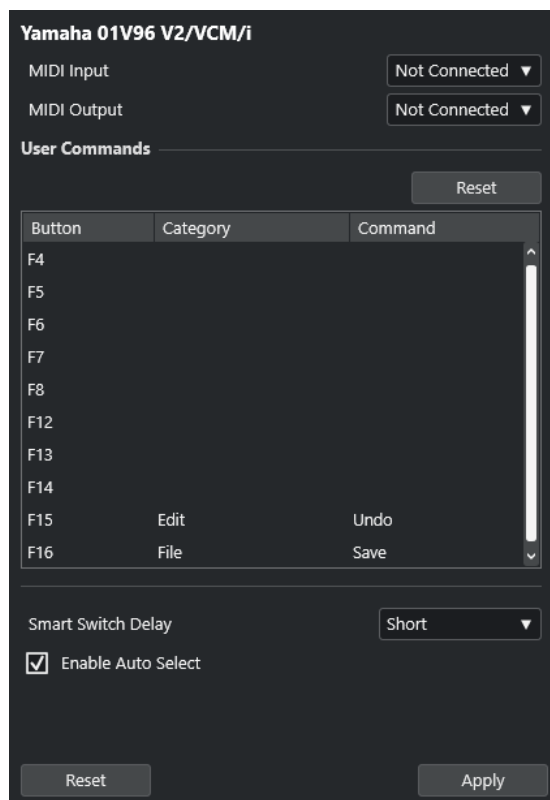 Yamaha 01V96 V2/VCM/i
MIDI Input Not Connected
MIDI Output Not Connected
User Commands
Reset
Button Category Command
F4
F5
F6
F7
F8
F12
F13
F14
F15 Edit Undo
F16 File Save
Smart Switch Delay Short
Enable Auto Select
Reset Apply